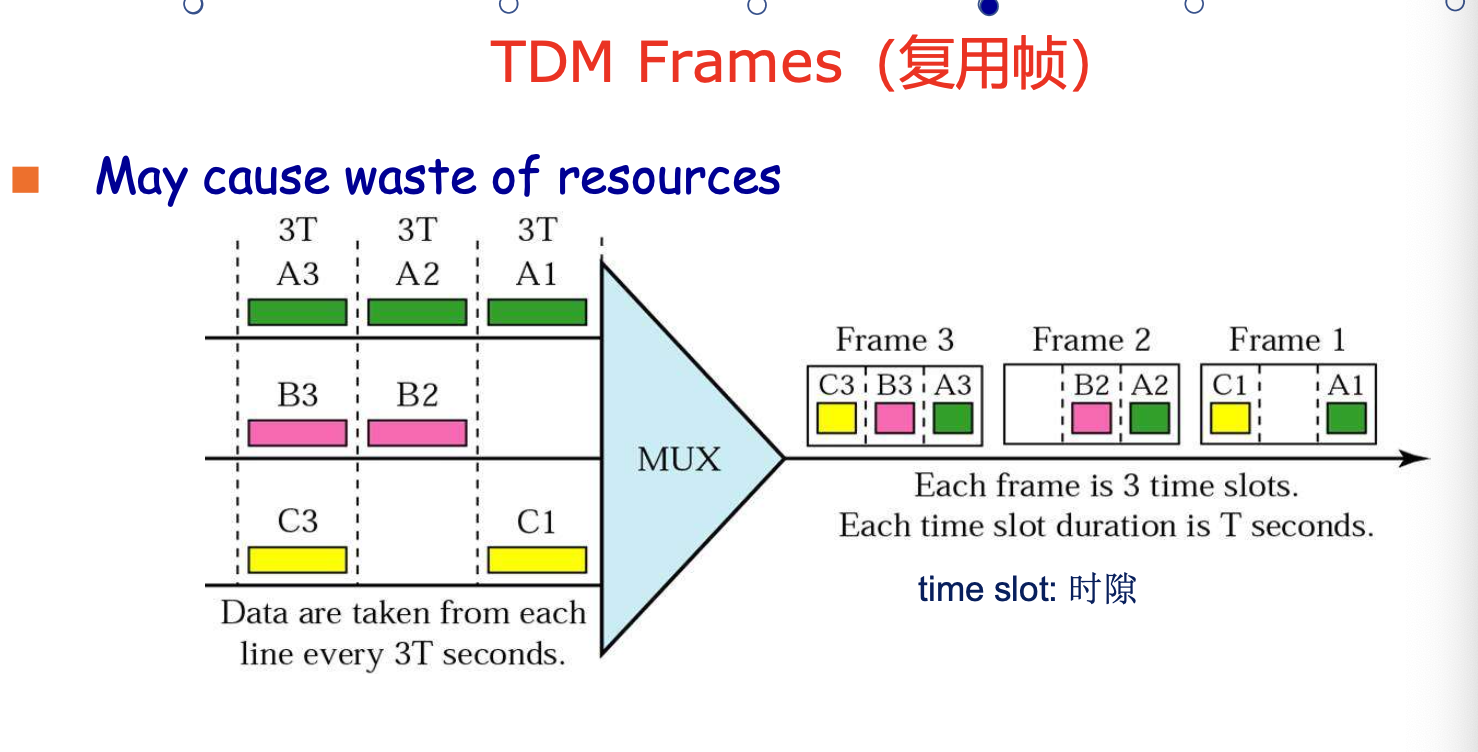 TDM Frames (复用帧)
May cause waste of resources
3T 3T 3T
A3 A2 A1
B3 B2
C3 C1
Data are taken from each
line every 3T seconds.
MUX
Frame 3 Frame 2 Frame 1
C3 B3 A3 B2 A2 C1 A1
Each frame is 3 time slots.
Each time slot duration is T seconds.
time slot: 时隙